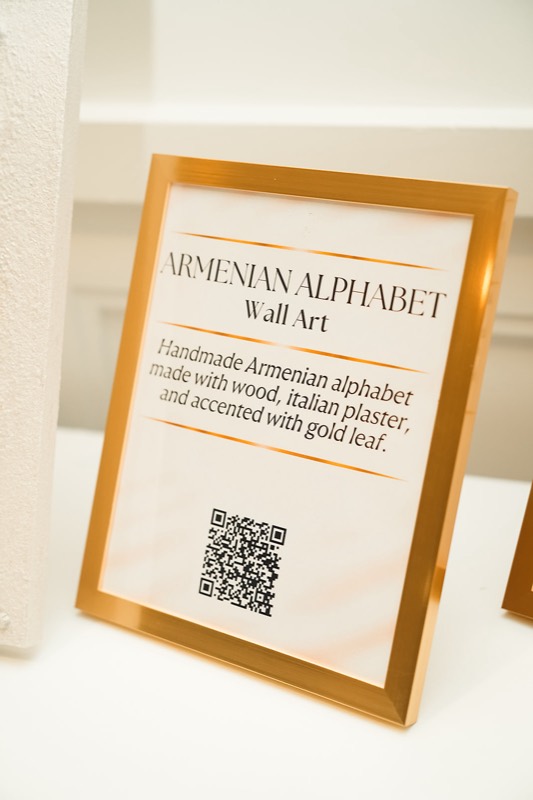 ARMENIAN ALPHABET
Wall Art
Handmade Armenian alphabet
made with wood, italian plaster,
and accented with gold leaf.